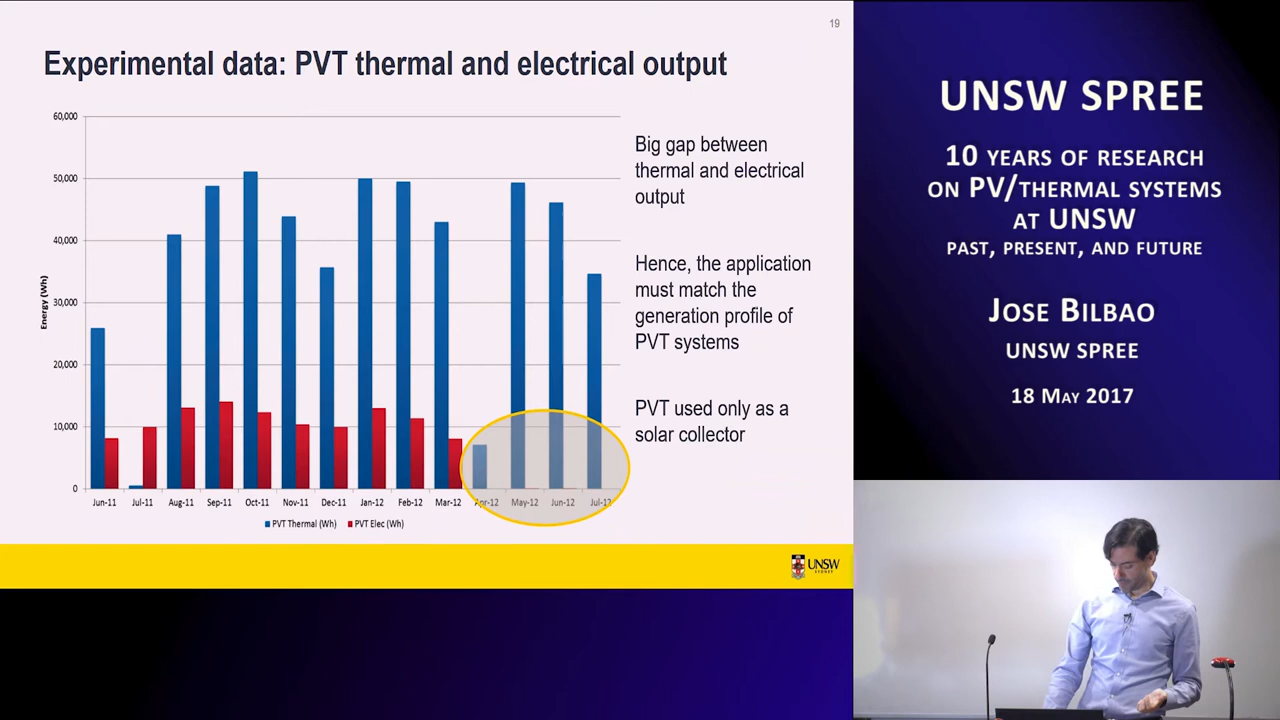 19
Experimental data: PVT thermal and electrical output
60,000
50,000
40,000
30,000
20,000
10,000
0
Energy (Wh)
Jun-11 Jul-11 Aug-11 Sep-11 Oct-11 Nov-11 Dec-11 Jan-12 Feb-12 Mar-12 Apr-12 May-12 Jun-12 Jul-12
PVT Thermal (Wh) PVT Elec (Wh)
Big gap between
thermal and electrical
output
Hence, the application
must match the
generation profile of
PVT systems
PVT used only as a
solar collector
UNSW
SYDNEY
UNSW SPREE
10 YEARS OF RESEARCH
ON PV/THERMAL SYSTEMS
AT UNSW
PAST, PRESENT, AND FUTURE
JOSE BILBAO
UNSW SPREE
18 MAY 2017